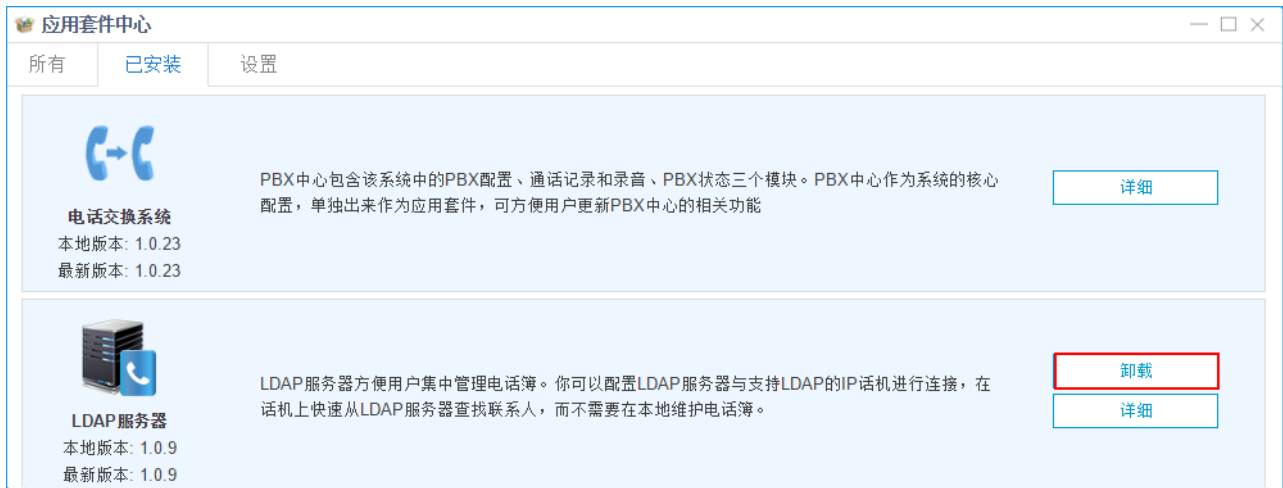 应用套件中心
所有 已安装 设置
PBX中心包含该系统中的PBX配置、通话记录和录音、PBX状态三个模块。PBX中心作为系统的核心
配置，单独出来作为应用套件，可方便用户更新PBX中心的相关功能
详细
电话交换系统
本地版本: 1.0.23
最新版本: 1.0.23
LDAP服务器方便用户集中管理电话簿。你可以配置LDAP服务器与支持LDAP的IP话机进行连接，在
话机上快速从LDAP服务器查找联系人，而不需要在本地维护电话簿。
卸载
详细
LDAP服务器
本地版本: 1.0.9
最新版本: 1.0.9